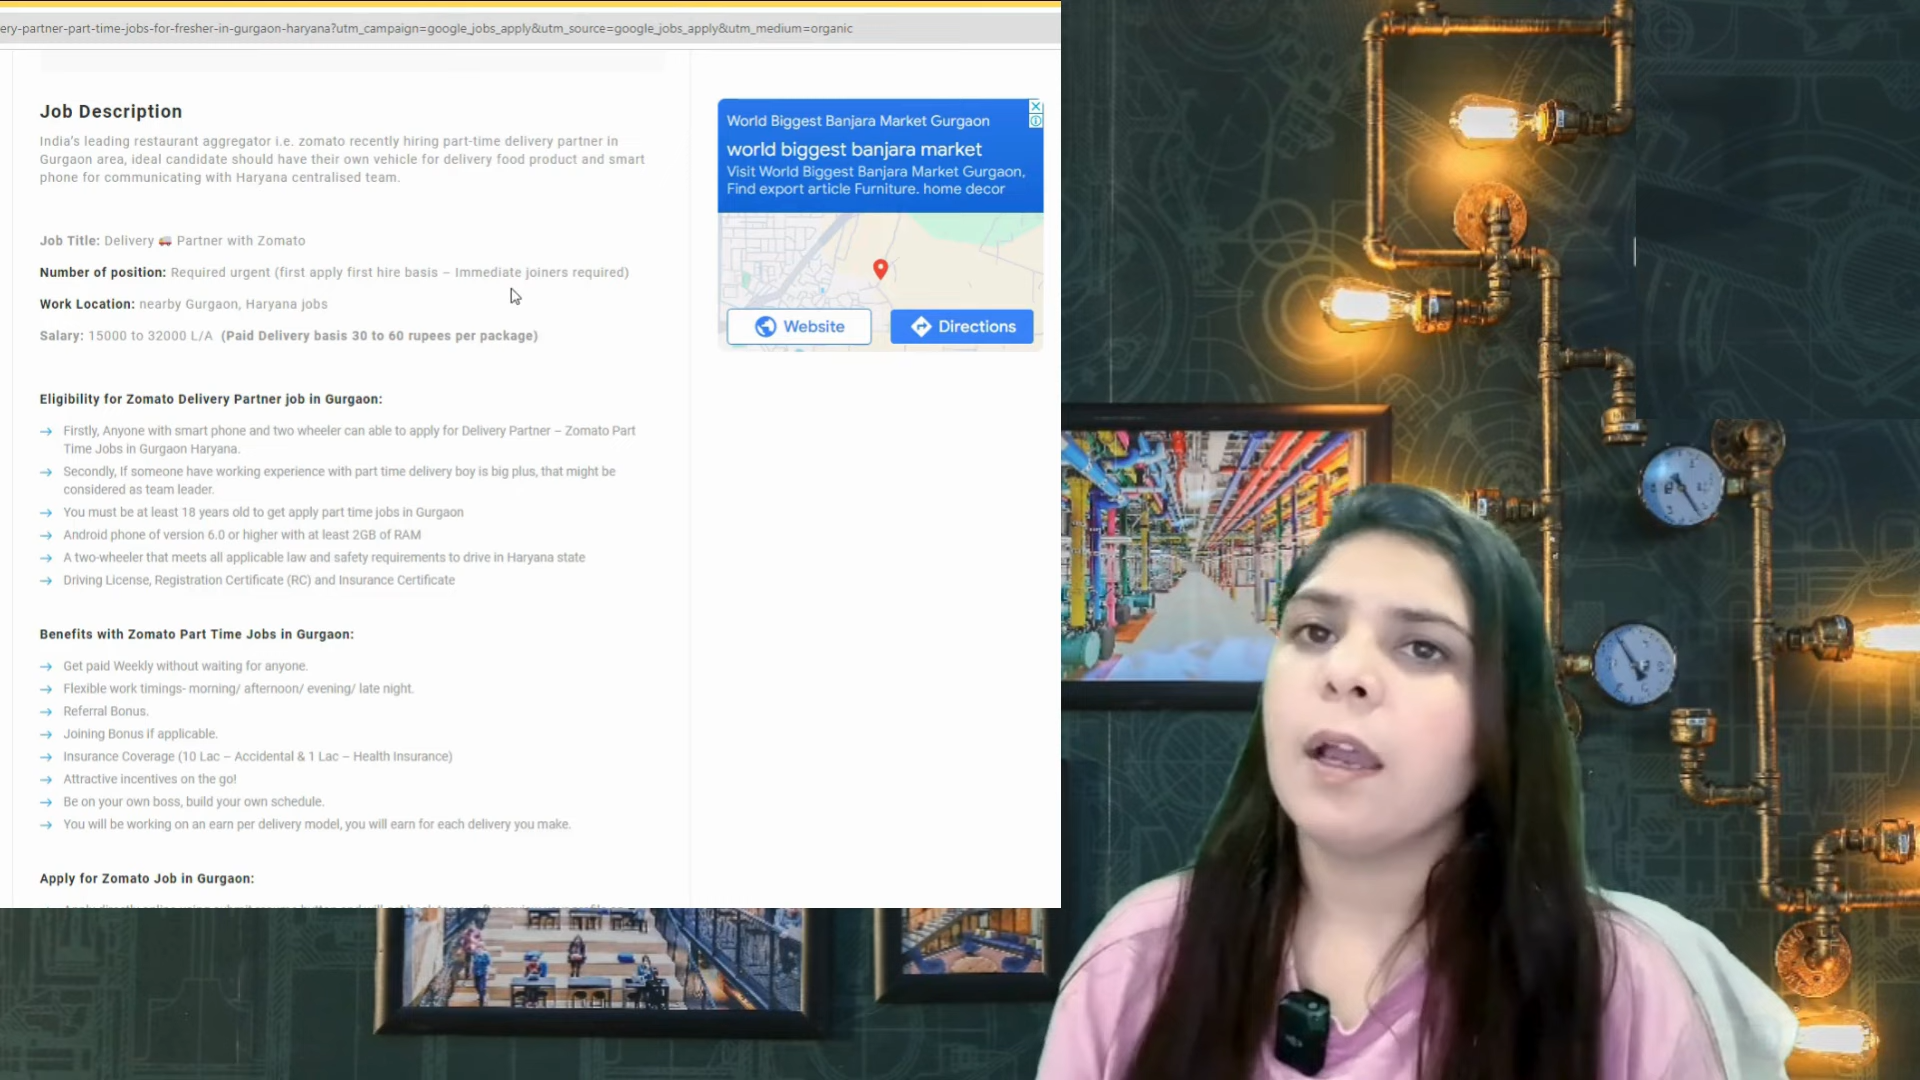 ery-partner-part-time-jobs-for-fresher-in-gurgaon-haryana?utm_campaign=google_jobs_apply&utm_source=google_jobs_apply&utm_medium=organic
Job Description
India's leading restaurant aggregator i.e. zomato recently hiring part-time delivery partner in
Gurgaon area, ideal candidate should have their own vehicle for delivery food product and smart
phone for communicating with Haryana centralised team.
Job Title: Delivery 🚚 Partner with Zomato
Number of position: Required urgent (first apply first hire basis – Immediate joiners required)
Work Location: nearby Gurgaon, Haryana jobs
Salary: 15000 to 32000 L/A (Paid Delivery basis 30 to 60 rupees per package)
Eligibility for Zomato Delivery Partner job in Gurgaon:
→ Firstly, Anyone with smart phone and two wheeler can able to apply for Delivery Partner – Zomato Part
Time Jobs in Gurgaon Haryana.
→ Secondly, If someone have working experience with part time delivery boy is big plus, that might be
considered as team leader.
→ You must be at least 18 years old to get apply part time jobs in Gurgaon
→ Android phone of version 6.0 or higher with at least 2GB of RAM
→ A two-wheeler that meets all applicable law and safety requirements to drive in Haryana state
→ Driving License, Registration Certificate (RC) and Insurance Certificate
Benefits with Zomato Part Time Jobs in Gurgaon:
→ Get paid Weekly without waiting for anyone.
→ Flexible work timings- morning/ afternoon/ evening/ late night.
→ Referral Bonus.
→ Joining Bonus if applicable.
→ Insurance Coverage (10 Lac – Accidental & 1 Lac – Health Insurance)
→ Attractive incentives on the go!
→ Be on your own boss, build your own schedule.
→ You will be working on an earn per delivery model, you will earn for each delivery you make.
Apply for Zomato Job in Gurgaon:
World Biggest Banjara Market Gurgaon
world biggest banjara market
Visit World Biggest Banjara Market Gurgaon,
Find export article Furniture. home decor
Website
Directions